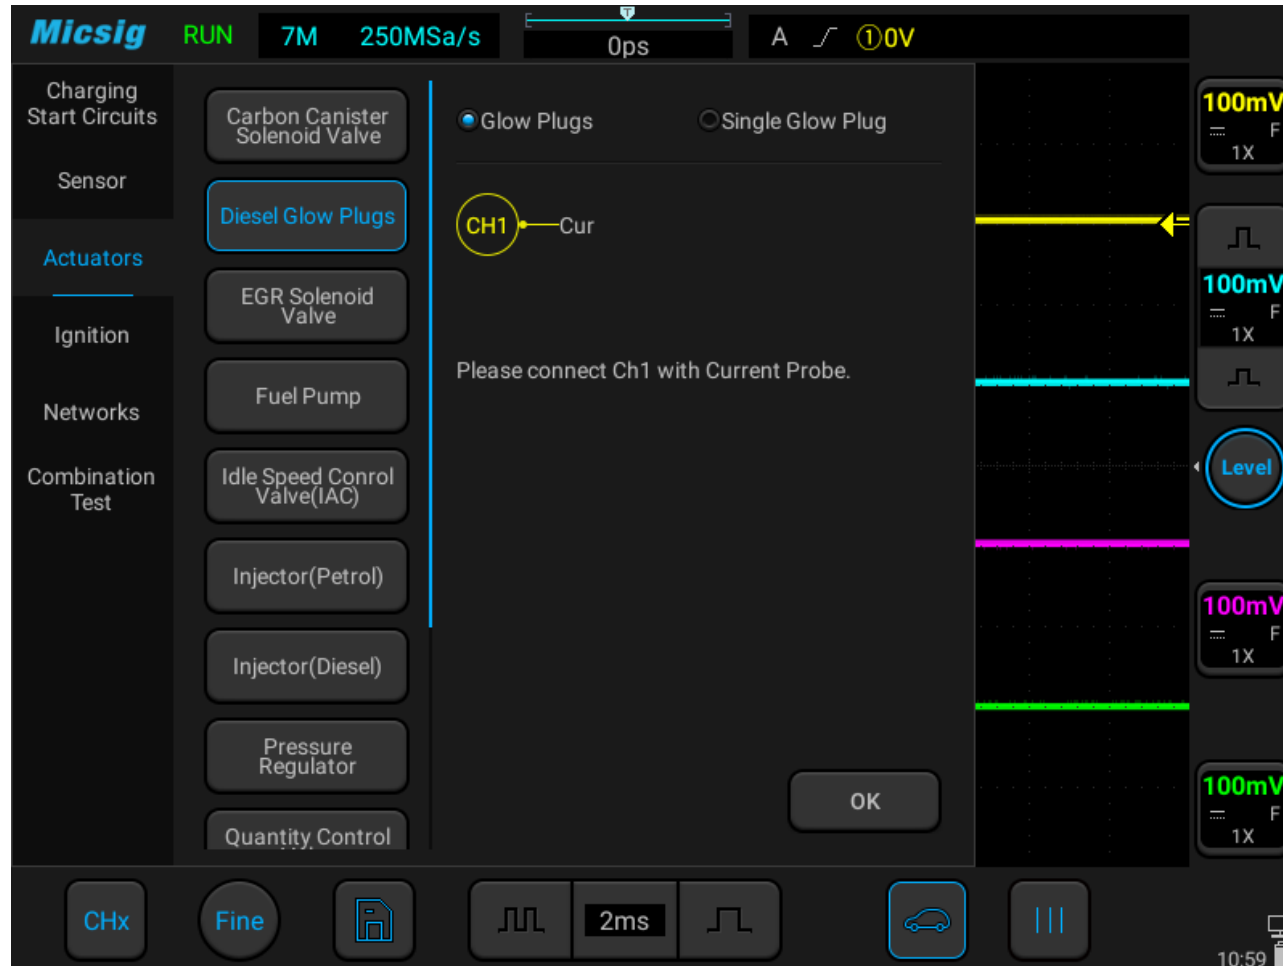 Micsig RUN 7M 250MSa/s T 0ps A ①0V
Charging
Start Circuits
Sensor
Actuators
Ignition
Networks
Combination
Test
Carbon Canister
Solenoid Valve
Diesel Glow Plugs
EGR Solenoid
Valve
Fuel Pump
Idle Speed Conrol
Valve(IAC)
Injector(Petrol)
Injector(Diesel)
Pressure
Regulator
Quantity Control
Glow Plugs Single Glow Plug
CH1 Cur
Please connect Ch1 with Current Probe.
OK
100mV
F
1X
100mV
F
1X
Level
100mV
F
1X
100mV
F
1X
CHx Fine 2ms
10:59